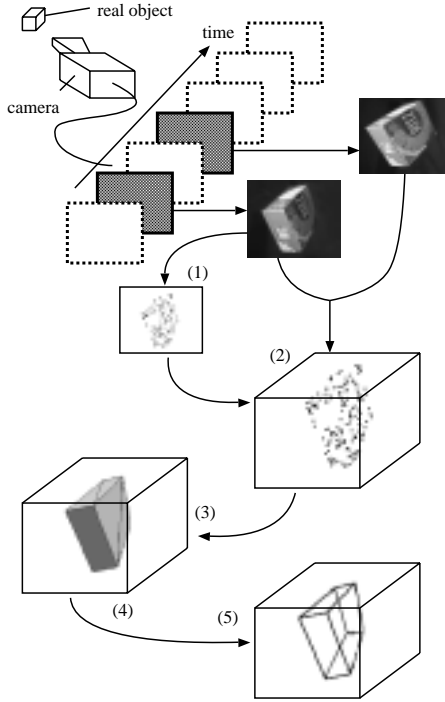 real object
time
camera
(1)
(2)
(3)
(4)
(5)